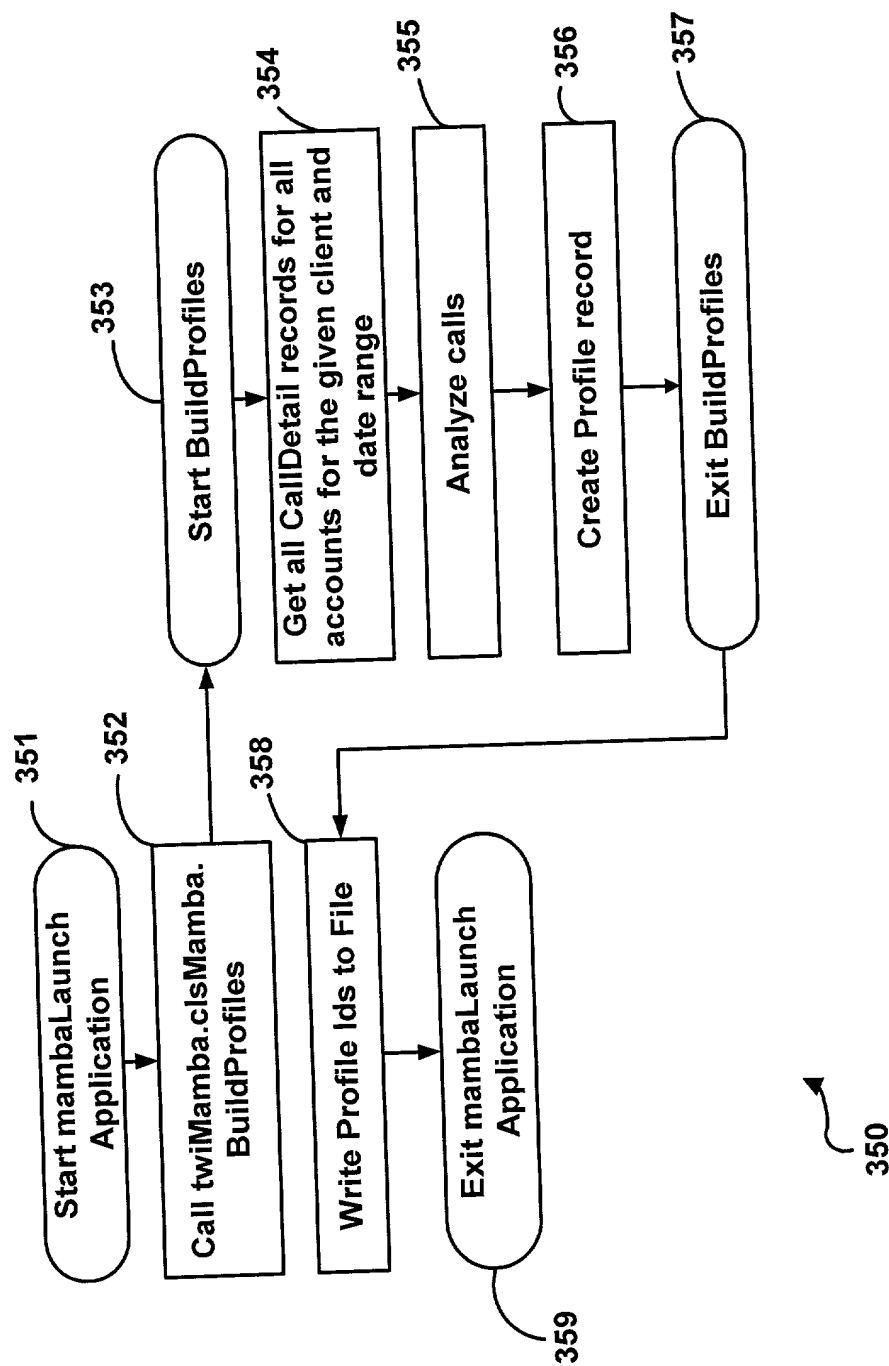 351
Start mambaLaunch
Application
352
Call twiMamba.clsMamba.
BuildProfiles
353
Start BuildProfiles
354
Get all CallDetail records for all
accounts for the given client and
date range
355
Analyze calls
356
Create Profile record
357
Exit BuildProfiles
358
Write Profile Ids to File
Exit mambaLaunch
Application
359
350